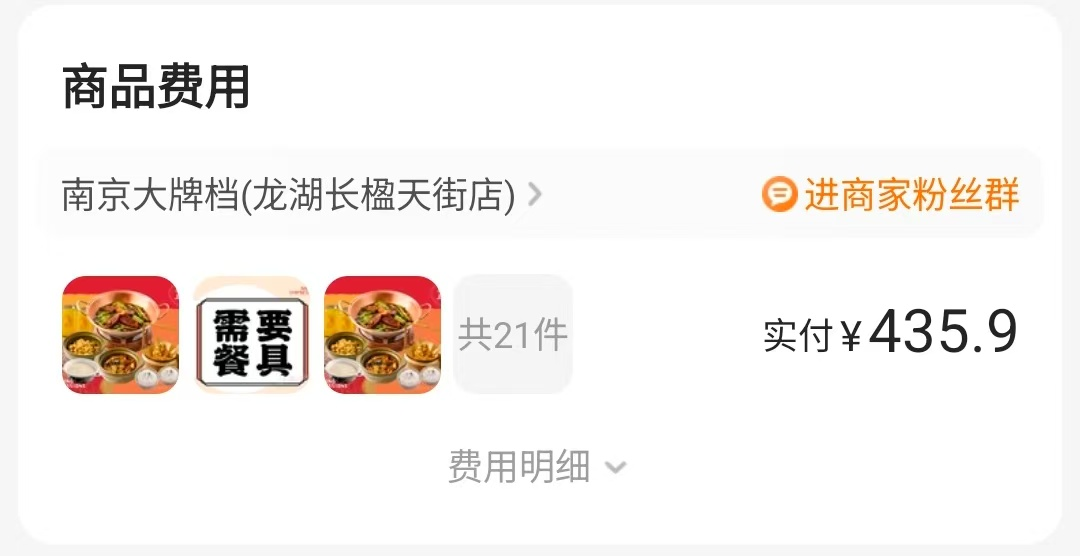 商品费用
南京大牌档(龙湖长楹天街店)
进商家粉丝群
需要
餐具
共21件
实付¥435.9
费用明细